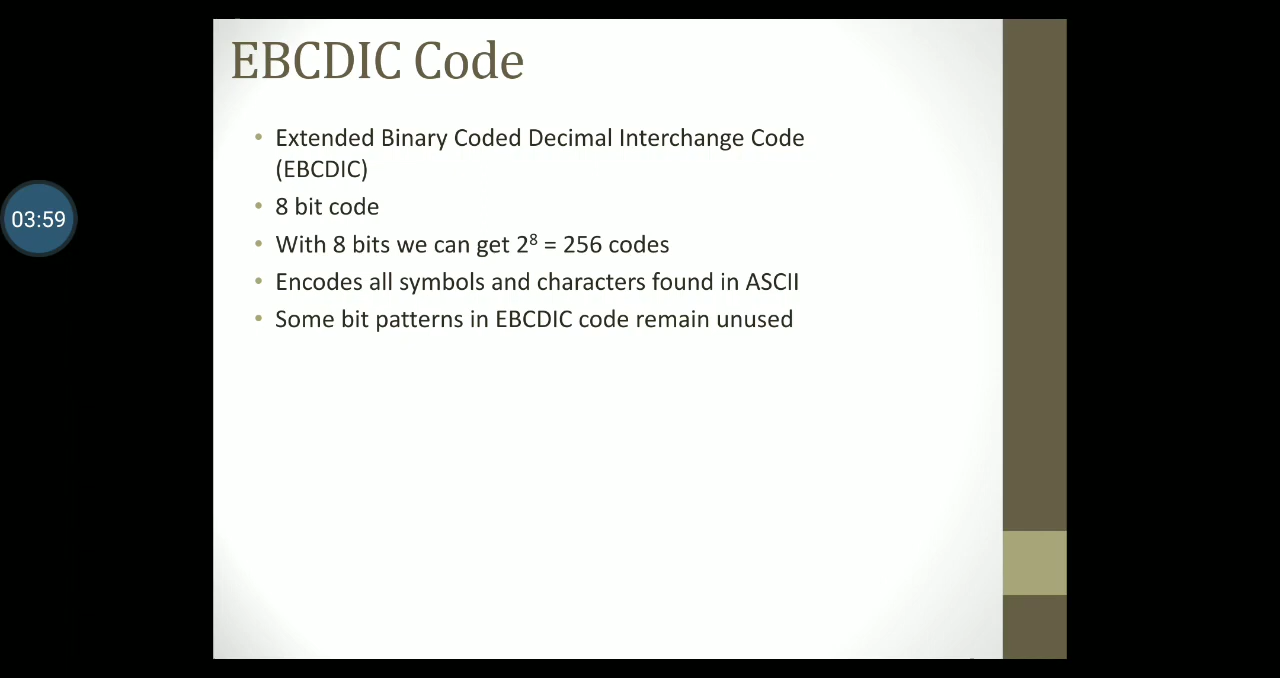 EBCDIC Code
• Extended Binary Coded Decimal Interchange Code
(EBCDIC)
• 8 bit code
• With 8 bits we can get 2⁸ = 256 codes
• Encodes all symbols and characters found in ASCII
• Some bit patterns in EBCDIC code remain unused
03:59